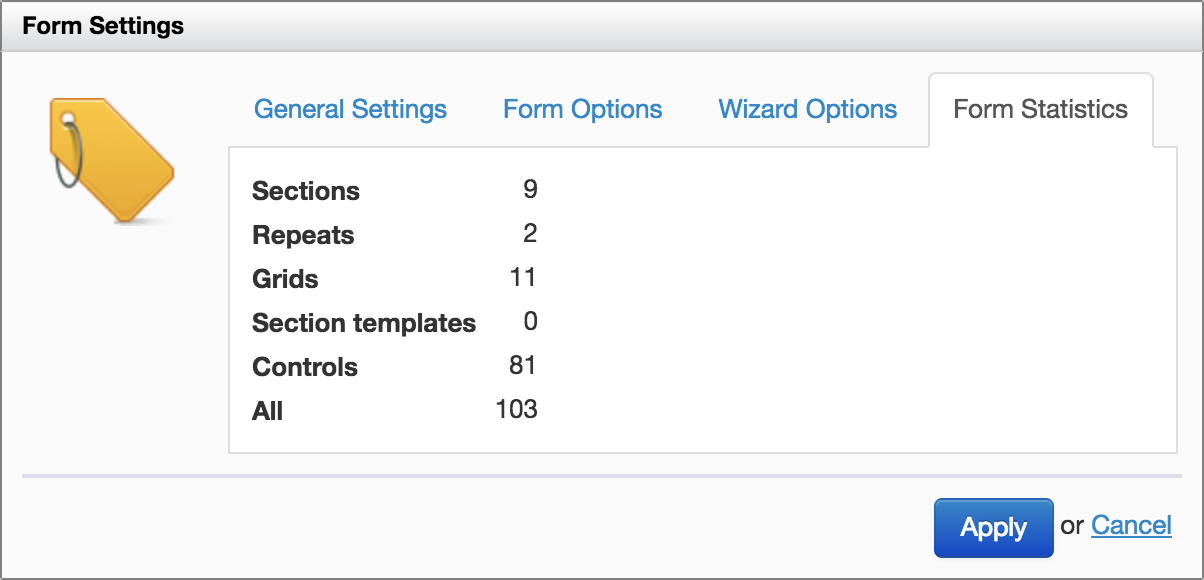 Form Settings
General Settings Form Options Wizard Options Form Statistics
Sections 9
Repeats 2
Grids 11
Section templates 0
Controls 81
All 103
Apply or Cancel